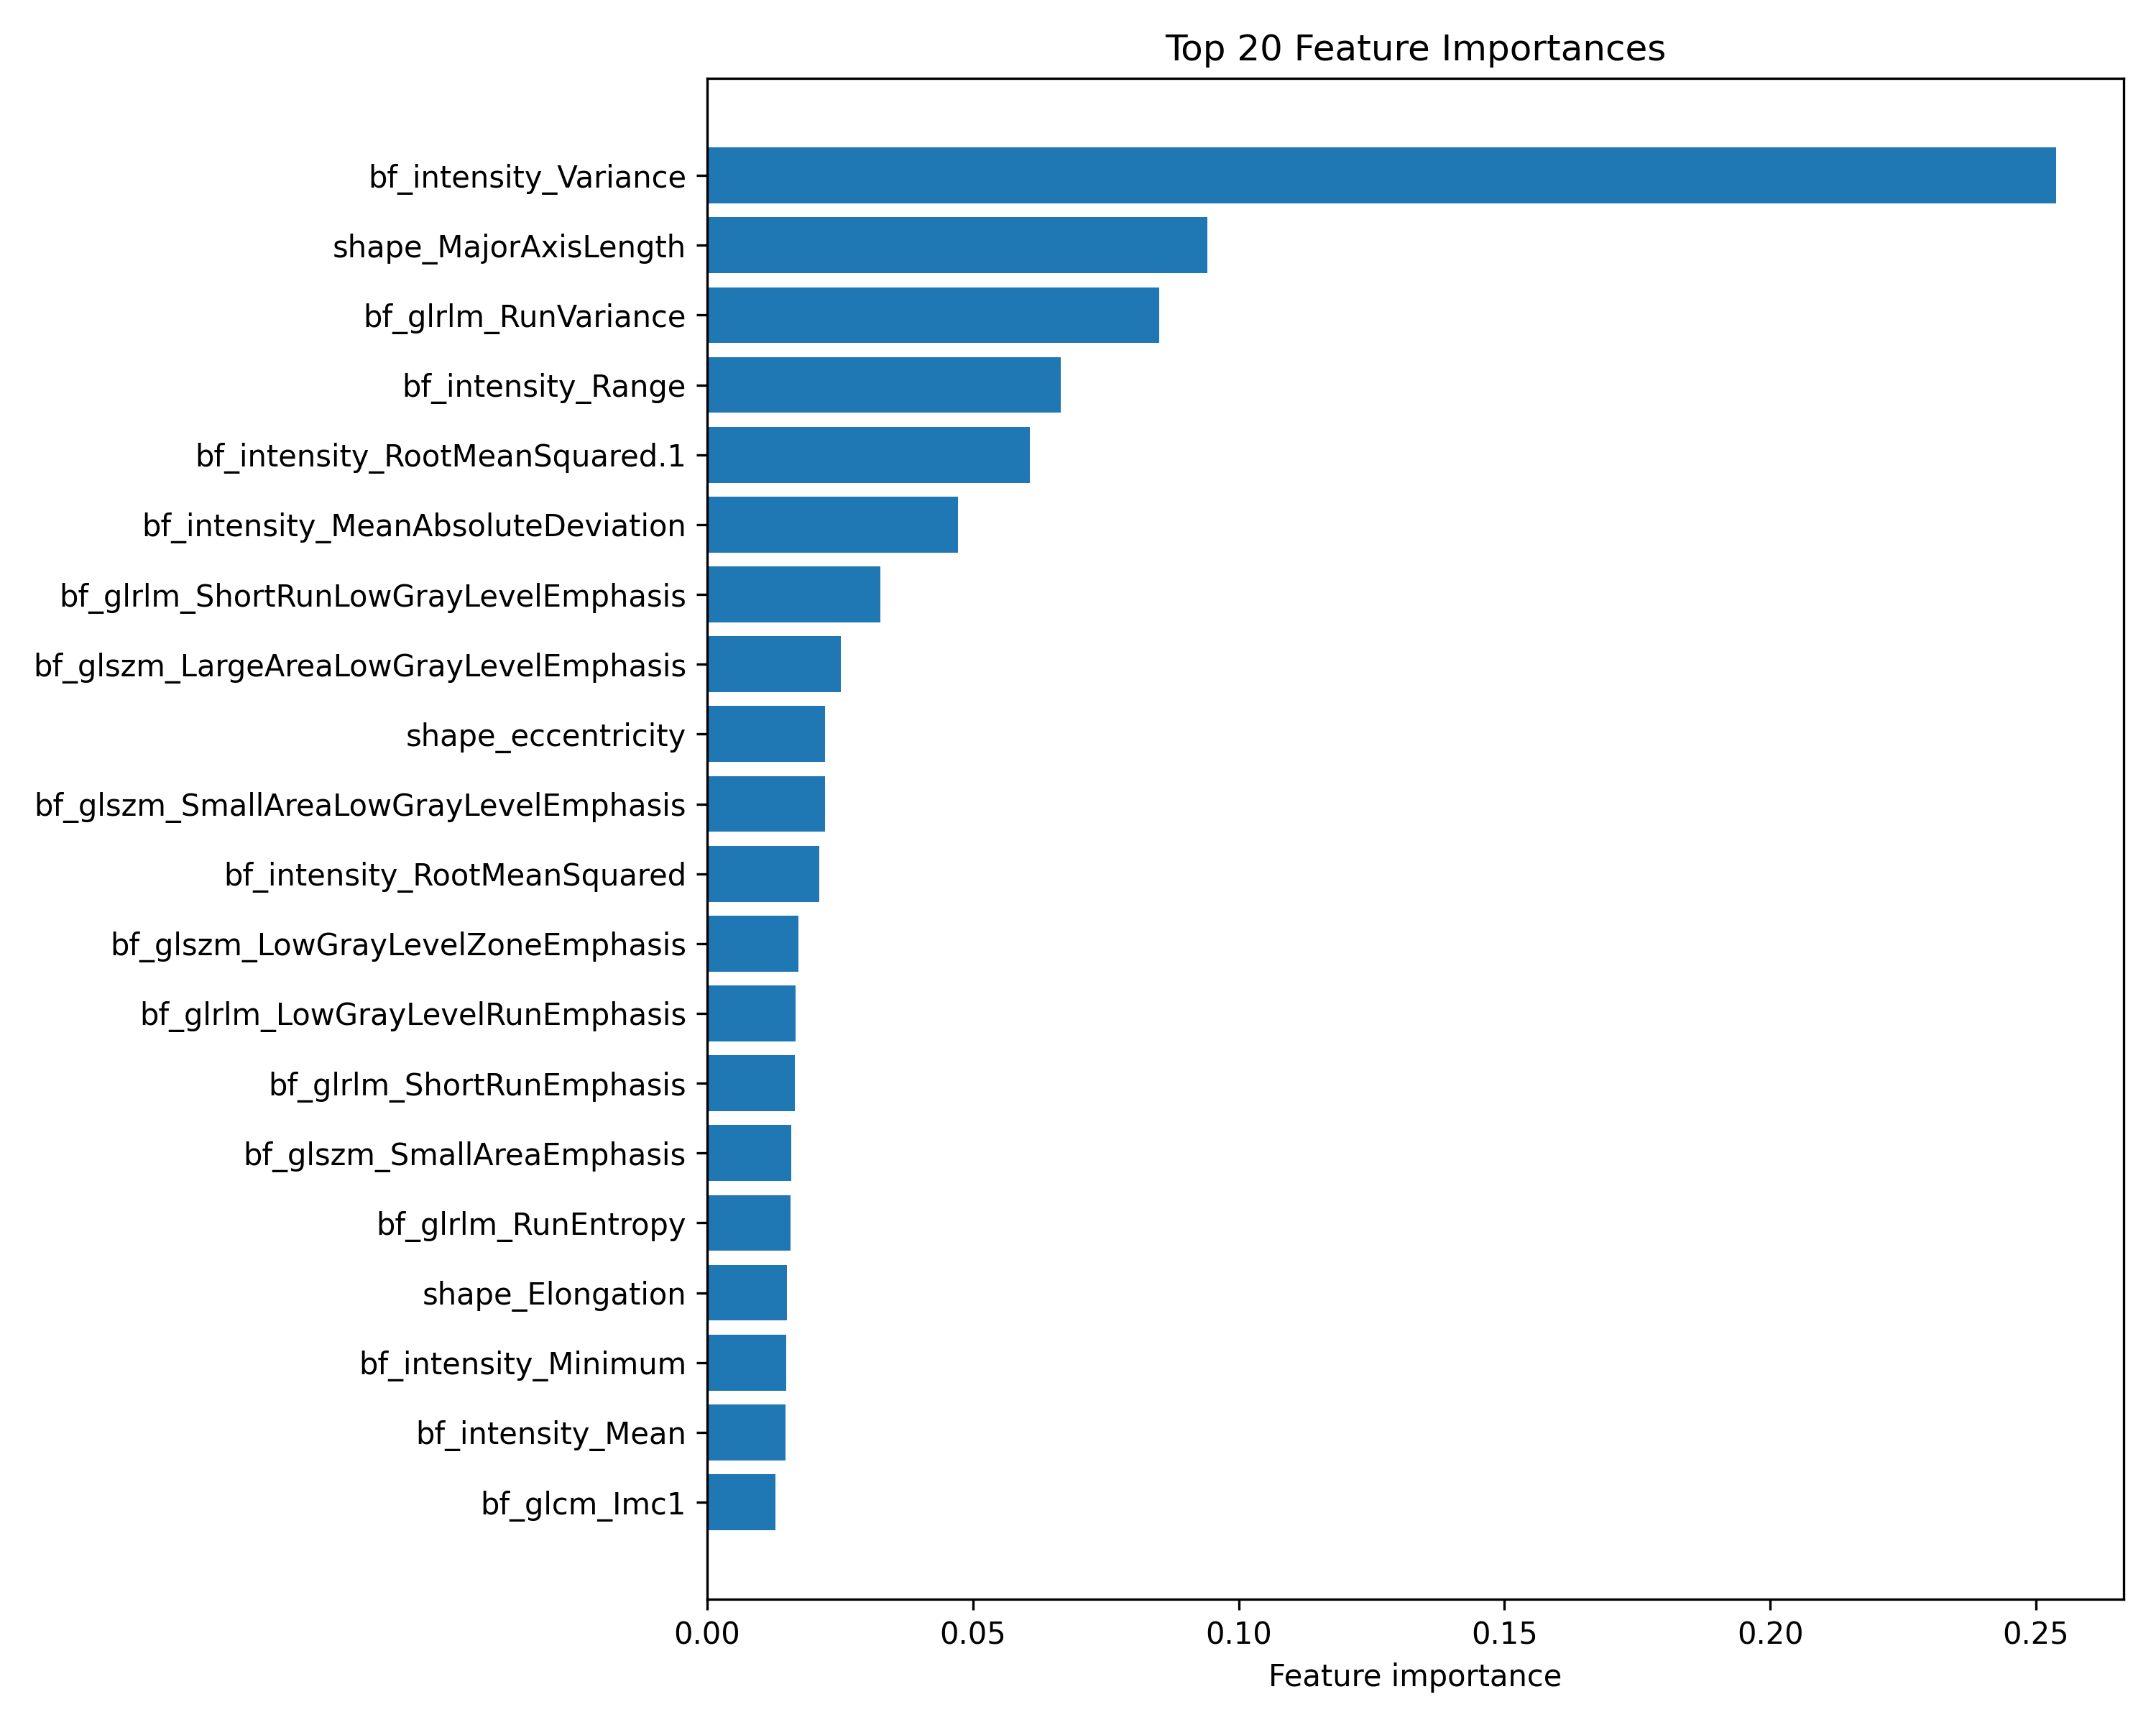 Top 20 Feature Importances
bf_intensity_Variance
shape_MajorAxisLength
bf_glrlm_RunVariance
bf_intensity_Range
bf_intensity_RootMeanSquared.1
bf_intensity_MeanAbsoluteDeviation
bf_glrlm_ShortRunLowGrayLevelEmphasis
bf_glszm_LargeAreaLowGrayLevelEmphasis
shape_eccentricity
bf_glszm_SmallAreaLowGrayLevelEmphasis
bf_intensity_RootMeanSquared
bf_glszm_LowGrayLevelZoneEmphasis
bf_glrlm_LowGrayLevelRunEmphasis
bf_glrlm_ShortRunEmphasis
bf_glszm_SmallAreaEmphasis
bf_glrlm_RunEntropy
shape_Elongation
bf_intensity_Minimum
bf_intensity_Mean
bf_glcm_Imc1
0.00 0.05 0.10 0.15 0.20 0.25
Feature importance